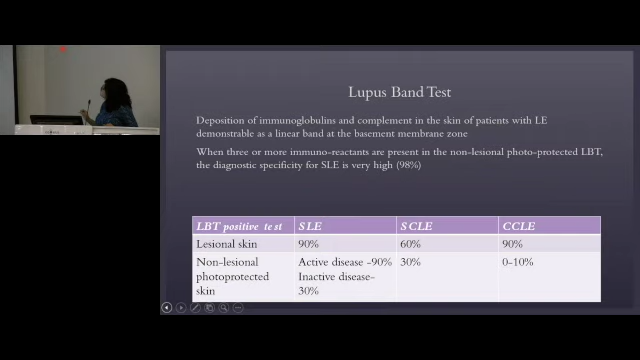 Lupus Band Test
Deposition of immunoglobulins and complement in the skin of patients with LE
demonstrable as a linear band at the basement membrane zone
When three or more immuno-reactants are present in the non-lesional photo-protected LBT,
the diagnostic specificity for SLE is very high (98%)
LBT positive test SLE SCLE CCLE
Lesional skin 90% 60% 90%
Non-lesional Active disease -90% 30% 0-10%
photoprotected Inactive disease-
skin 30%